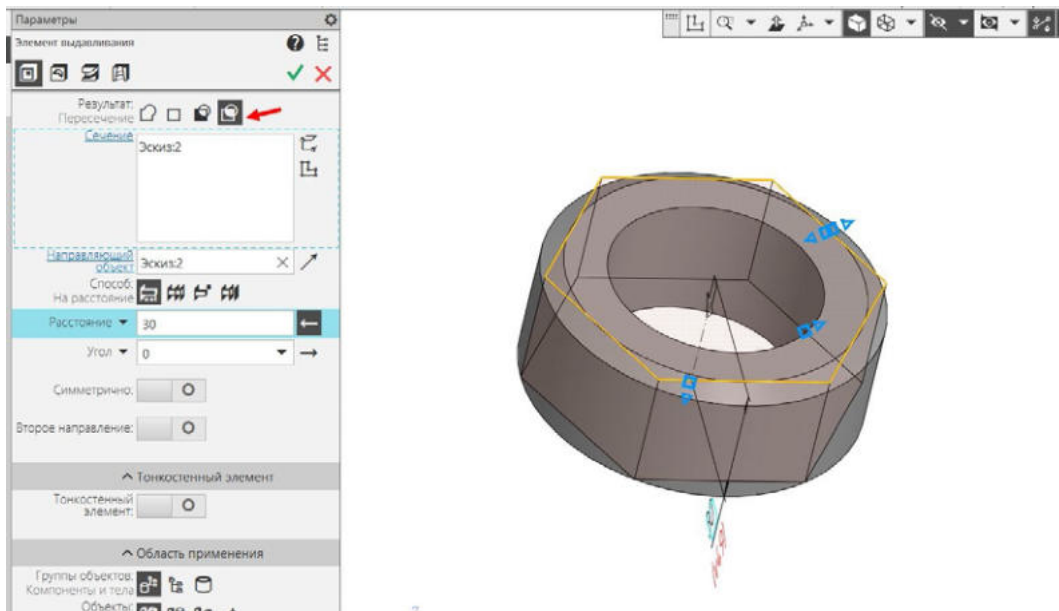 Параметры
Элемент выдавливания
Результат:
Пересечение
Сечение
Эскиз:2
Направляющий
объект
Эскиз:2
Способ:
На расстояние
Расстояние
30
Угол
0
Симметрично:
Второе направление:
Тонкостенный элемент
Тонкостенный
элемент:
Область применения
Группы объектов:
Компоненты и тела
Объекты: